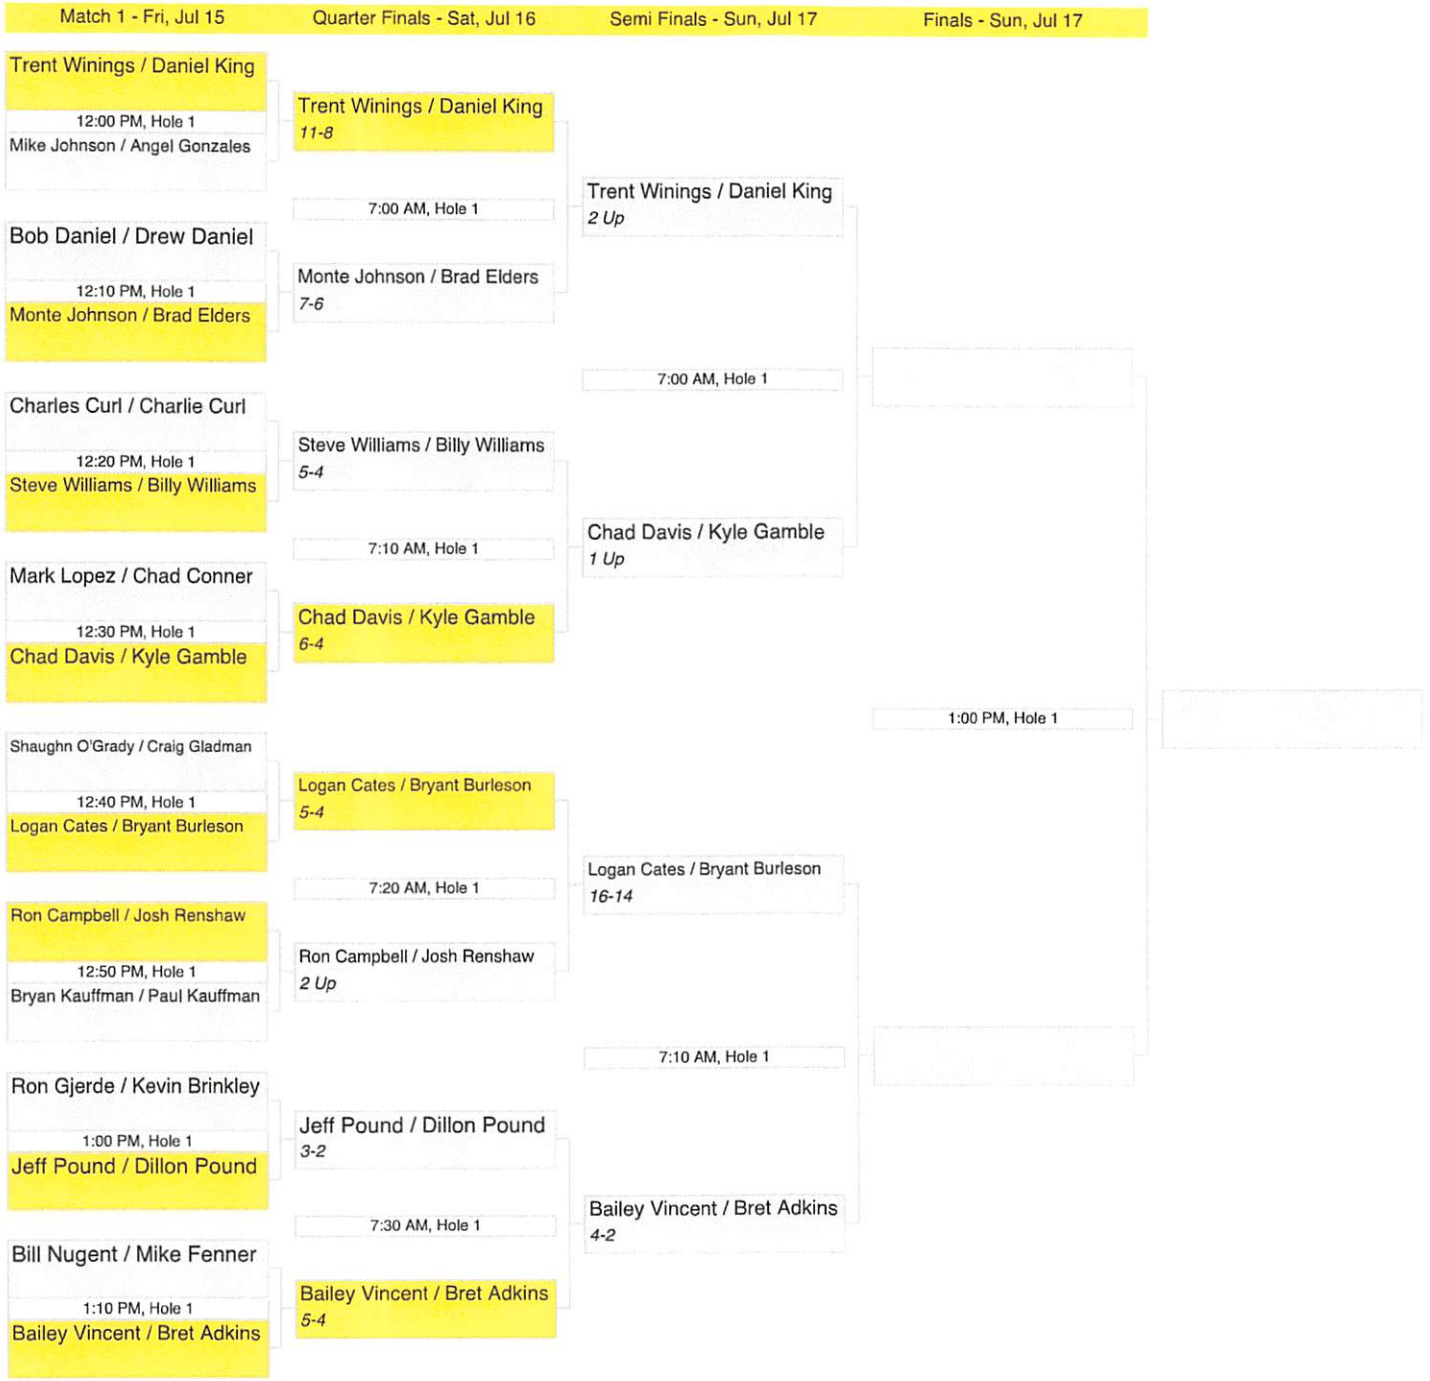 Match 1 - Fri, Jul 15
Quarter Finals - Sat, Jul 16
Semi Finals - Sun, Jul 17
Finals - Sun, Jul 17
Trent Winings / Daniel King
12:00 PM, Hole 1
Mike Johnson / Angel Gonzales
Bob Daniel / Drew Daniel
12:10 PM, Hole 1
Monte Johnson / Brad Elders
Charles Curl / Charlie Curl
12:20 PM, Hole 1
Steve Williams / Billy Williams
Mark Lopez / Chad Conner
12:30 PM, Hole 1
Chad Davis / Kyle Gamble
Shaughn O'Grady / Craig Gladman
12:40 PM, Hole 1
Logan Cates / Bryant Burleson
Ron Campbell / Josh Renshaw
12:50 PM, Hole 1
Bryan Kauffman / Paul Kauffman
Ron Gjerde / Kevin Brinkley
1:00 PM, Hole 1
Jeff Pound / Dillon Pound
Bill Nugent / Mike Fenner
1:10 PM, Hole 1
Bailey Vincent / Bret Adkins
Trent Winings / Daniel King
11-8
7:00 AM, Hole 1
Monte Johnson / Brad Elders
7-6
Steve Williams / Billy Williams
5-4
7:10 AM, Hole 1
Chad Davis / Kyle Gamble
6-4
Logan Cates / Bryant Burleson
5-4
7:20 AM, Hole 1
Ron Campbell / Josh Renshaw
2 Up
Jeff Pound / Dillon Pound
3-2
7:30 AM, Hole 1
Bailey Vincent / Bret Adkins
5-4
Trent Winings / Daniel King
2 Up
7:00 AM, Hole 1
Chad Davis / Kyle Gamble
1 Up
Logan Cates / Bryant Burleson
16-14
7:10 AM, Hole 1
Bailey Vincent / Bret Adkins
4-2
1:00 PM, Hole 1